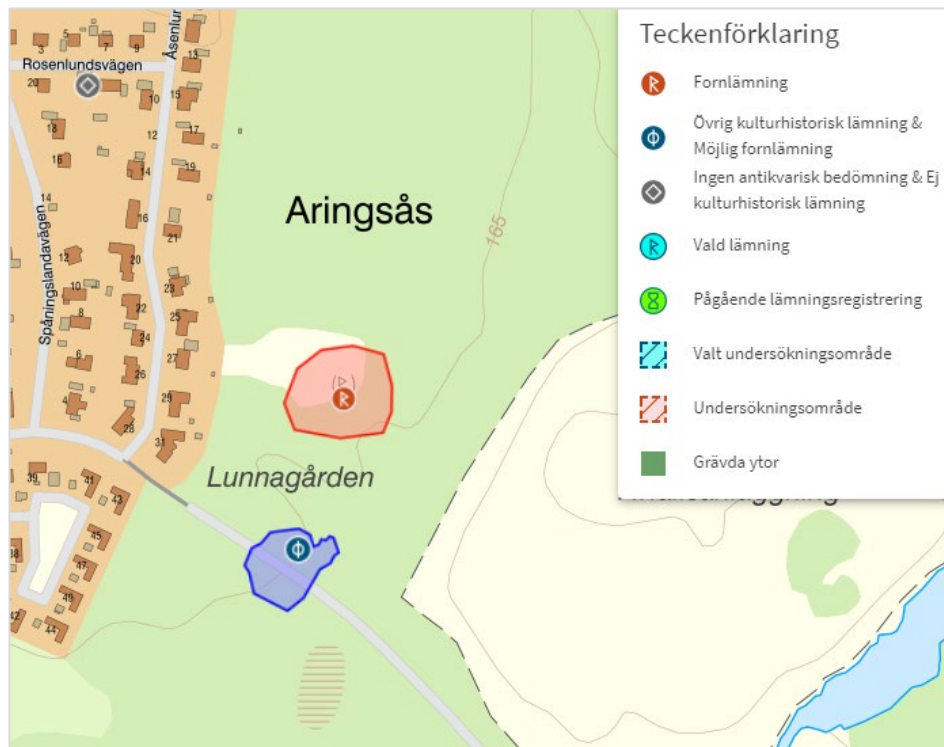 Teckenförklaring
Fornlämning
Övrig kulturhistorisk lämning &
Möjlig fornlämning
Ingen antikvarisk bedömning & Ej
kulturhistorisk lämning
Vald lämning
Pågående lämningsregistrering
Valt undersökningsområde
Undersökningsområde
Grävda ytor
Åsenlur
3
5
7
9
13
Rosenlundsvägen
20
10
15
18
12
17
16
14
19
14
Aringsås
165
16
21
Spåningslandavägen
12
20
23
10
22
8
25
24
6
27
26
4
29
28
31
Lunnagården
39
41
43
45
38
47
49
42
44